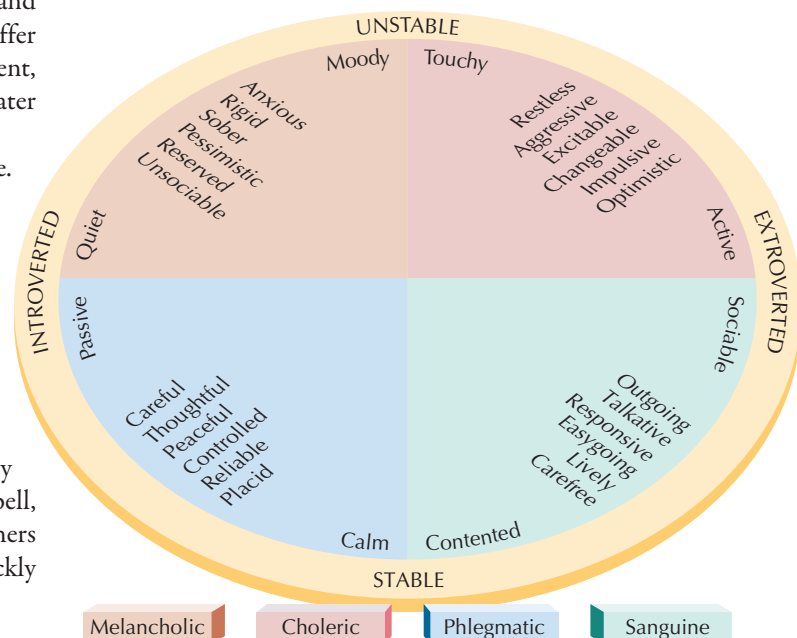 and
ffer
ent,
ater
e.
y
pell,
ners
ckly
UNSTABLE
Moody
Touchy
Anxious
Rigid
Sober
Pessimistic
Reserved
Unsociable
Quiet
Restless
Aggressive
Excitable
Changeable
Impulsive
Optimistic
Active
INTROVERTED
EXTROVERTED
Passive
Careful
Thoughtful
Peaceful
Controlled
Reliable
Placid
Calm
Sociable
Outgoing
Talkative
Responsive
Easygoing
Lively
Carefree
Contented
STABLE
Melancholic
Choleric
Phlegmatic
Sanguine